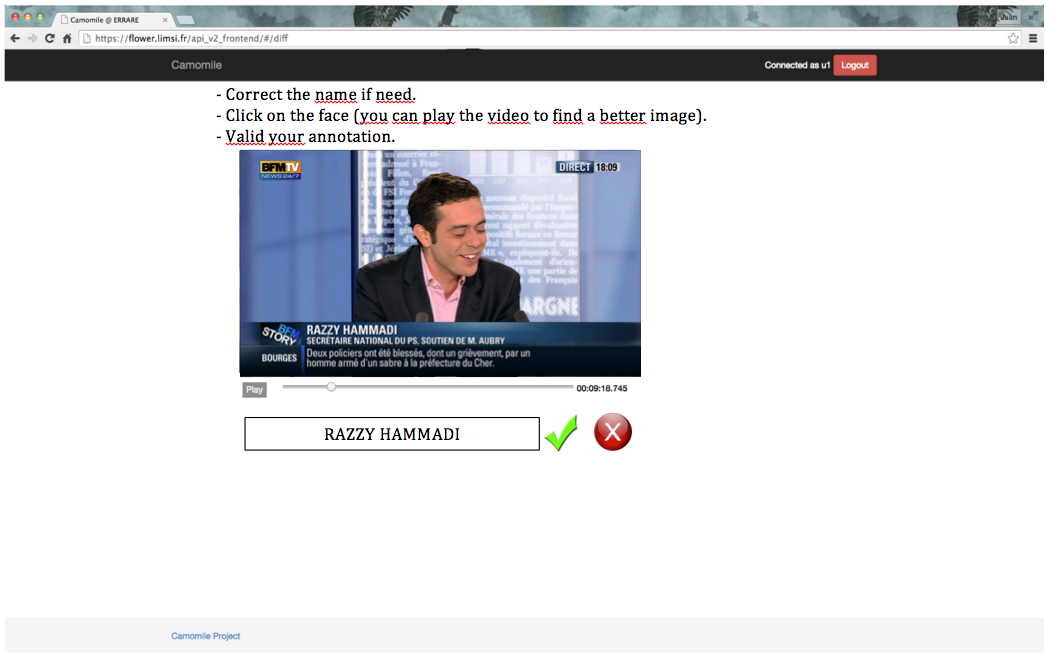 Camomile @ ERRARE
Juan
https://flower.limsi.fr/api_v2_frontend/#/diff
Camomile
Connected as u1 Logout
- Correct the name if need.
- Click on the face (you can play the video to find a better image).
- Valid your annotation.
BFMTV DIRECT 18:09
NEWS 24/7
ARGNE
BFM STORY
RAZZY HAMMADI
SECRÉTAIRE NATIONAL DU PS, SOUTIEN DE M. AUBRY
BOURGES
Deux policiers ont été blessés, dont un grièvement, par un
homme armé d'un sabre à la préfecture du Cher.
Play 00:09:18.745
RAZZY HAMMADI
X
Camomile Project